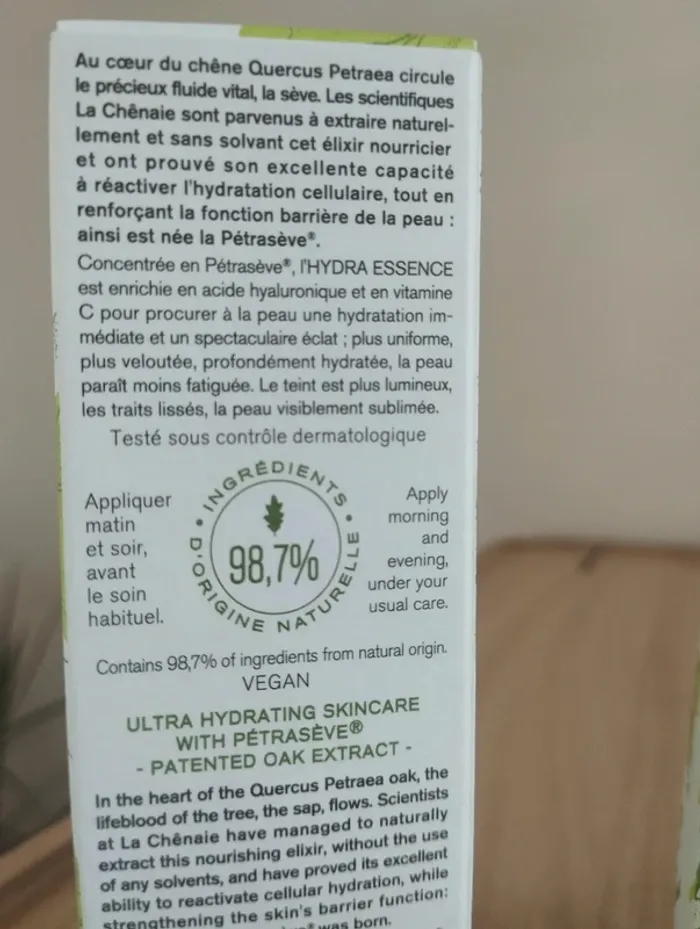 Au cœur du chêne Quercus Petraea circule
le précieux fluide vital, la sève. Les scientifiques
La Chênaie sont parvenus à extraire naturel-
lement et sans solvant cet élixir nourricier
et ont prouvé son excellente capacité
à réactiver l'hydratation cellulaire, tout en
renforçant la fonction barrière de la peau :
ainsi est née la Pétrasève®.
Concentrée en Pétrasève®, l'HYDRA ESSENCE
est enrichie en acide hyaluronique et en vitamine
C pour procurer à la peau une hydratation im-
médiate et un spectaculaire éclat ; plus uniforme,
plus veloutée, profondément hydratée, la peau
paraît moins fatiguée. Le teint est plus lumineux,
les traits lissés, la peau visiblement sublimée.
Testé sous contrôle dermatologique
Appliquer
matin
et soir,
avant
le soin
habituel.
• INGRÉDIENTS •
98,7%
D'ORIGINE NATURELLE
Apply
morning
and
evening,
under your
usual care.
Contains 98,7% of ingredients from natural origin.
VEGAN
ULTRA HYDRATING SKINCARE
WITH PÉTRASÈVE®
- PATENTED OAK EXTRACT -
In the heart of the Quercus Petraea oak, the
lifeblood of the tree, the sap, flows. Scientists
at La Chênaie have managed to naturally
extract this nourishing elixir, without the use
of any solvents, and have proved its excellent
ability to reactivate cellular hydration, while
strengthening the skin's barrier function:
was born.